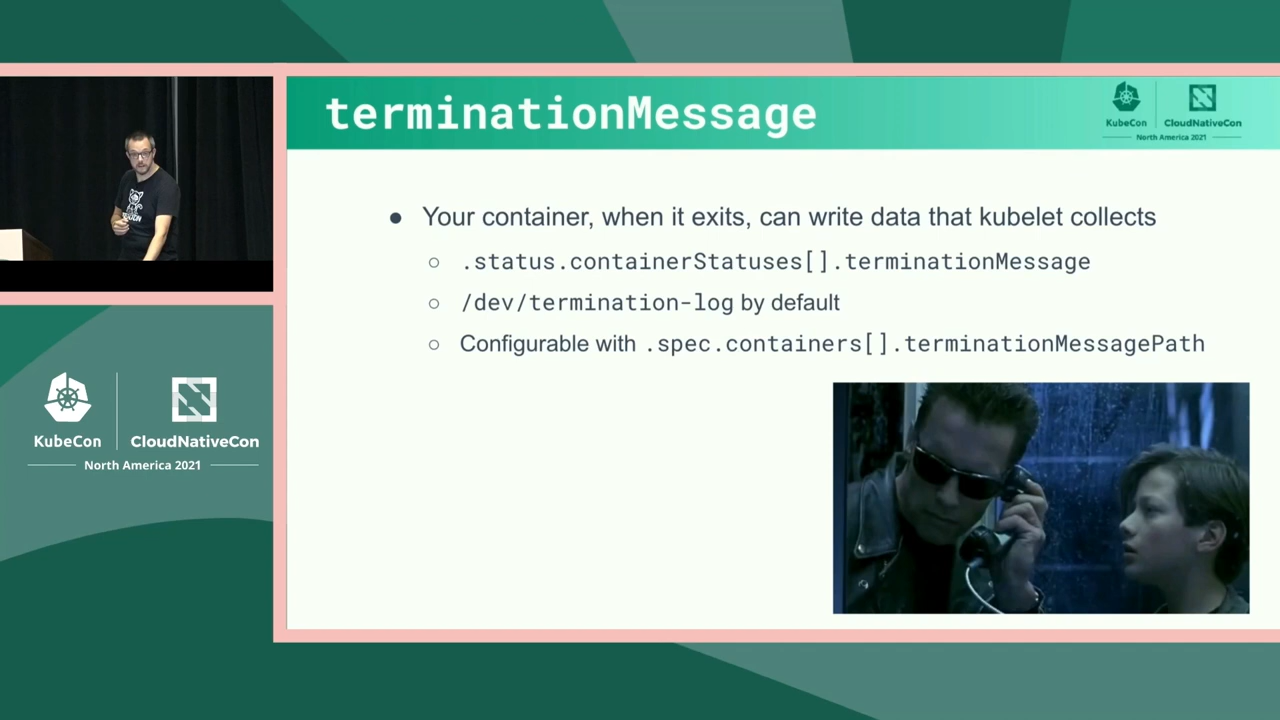 terminationMessage
KubeCon
CloudNativeCon
North America 2021
● Your container, when it exits, can write data that kubelet collects
○ .status.containerStatuses[].terminationMessage
○ /dev/termination-log by default
○ Configurable with .spec.containers[].terminationMessagePath
KubeCon
CloudNativeCon
North America 2021